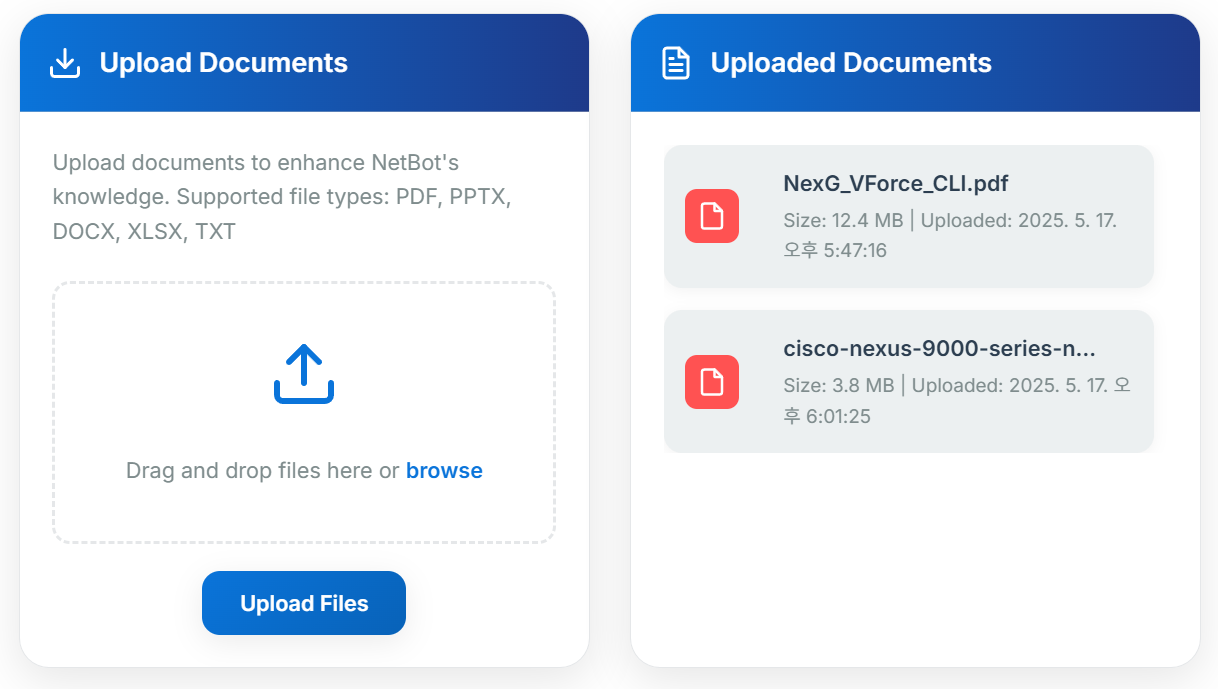 Upload Documents
Upload documents to enhance NetBot's
knowledge. Supported file types: PDF, PPTX,
DOCX, XLSX, TXT
Drag and drop files here or browse
Upload Files
Uploaded Documents
NexG_VForce_CLI.pdf
Size: 12.4 MB | Uploaded: 2025. 5. 17.
오후 5:47:16
cisco-nexus-9000-series-n...
Size: 3.8 MB | Uploaded: 2025. 5. 17. 오
후 6:01:25